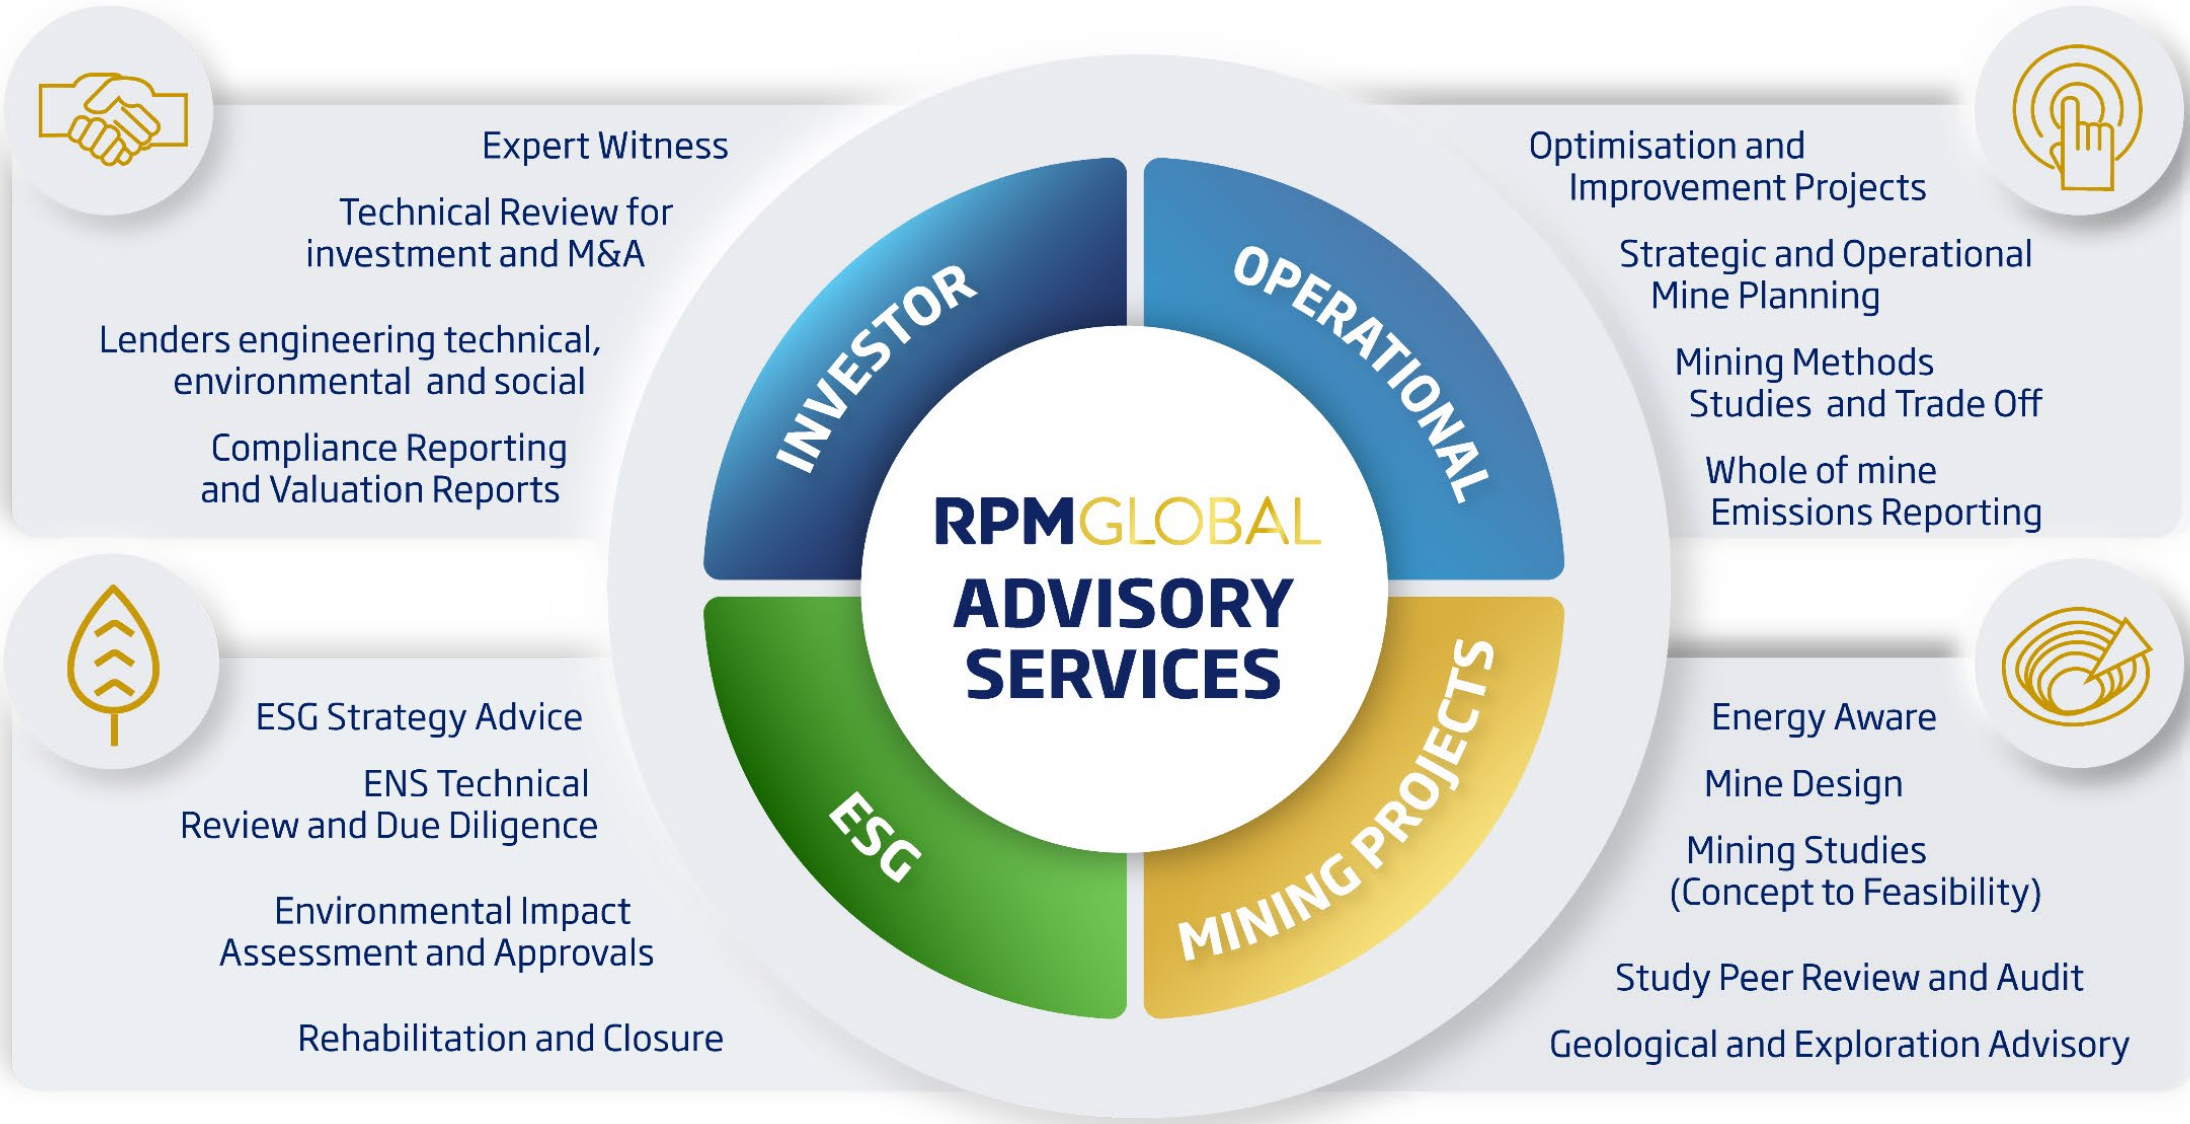 Expert Witness
Technical Review for
investment and M&A
Lenders engineering technical,
environmental and social
Compliance Reporting
and Valuation Reports
Optimisation and
Improvement Projects
Strategic and Operational
Mine Planning
Mining Methods
Studies and Trade Off
Whole of mine
Emissions Reporting
INVESTOR
OPERATIONAL
RPMGLOBAL
ADVISORY
SERVICES
ESG
MINING PROJECTS
ESG Strategy Advice
ENS Technical
Review and Due Diligence
Environmental Impact
Assessment and Approvals
Rehabilitation and Closure
Energy Aware
Mine Design
Mining Studies
(Concept to Feasibility)
Study Peer Review and Audit
Geological and Exploration Advisory